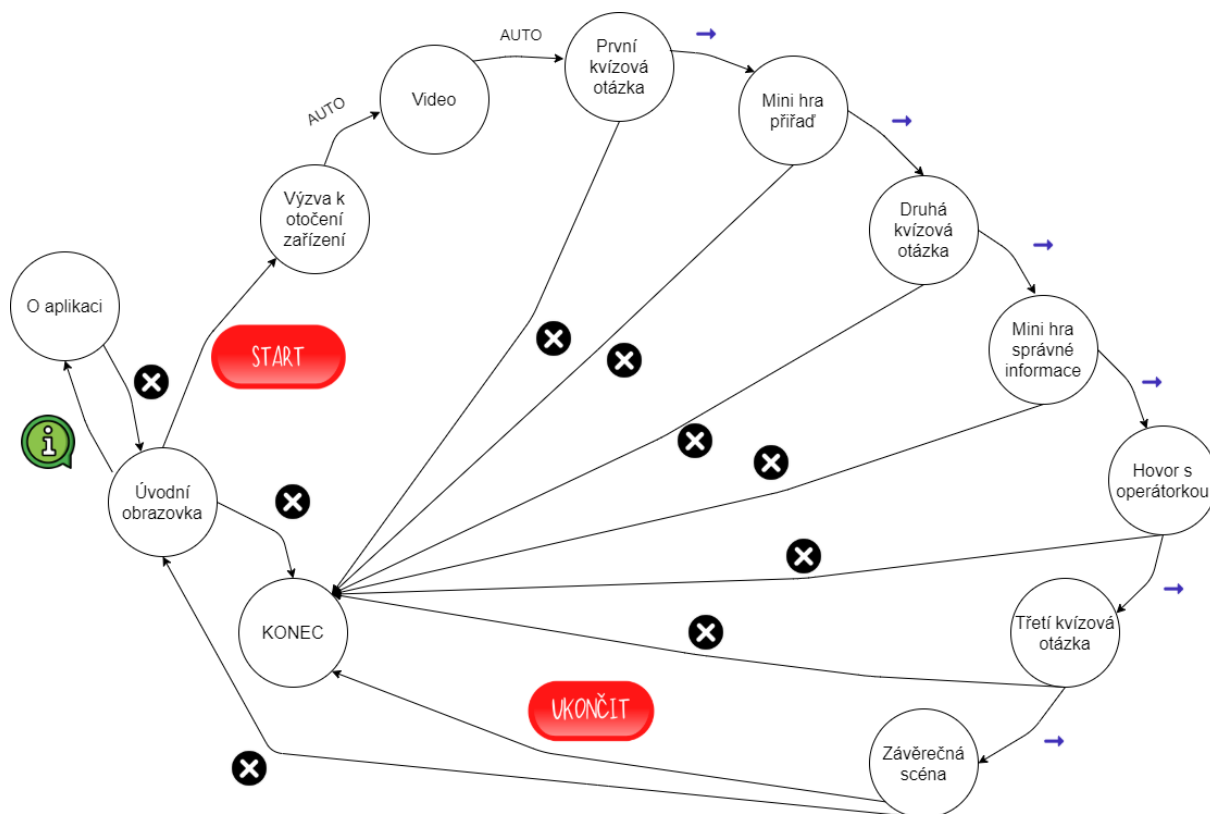 AUTO
První
kvízová
otázka
Video
Mini hra
přiřaď
AUTO
Výzva k
otočení
zařízení
Druhá
kvízová
otázka
O aplikaci
START
Mini hra
správné
informace
i
Úvodní
obrazovka
Hovor s
operátorkou
KONEC
Třetí kvízová
otázka
UKONČIT
Závěrečná
scéna